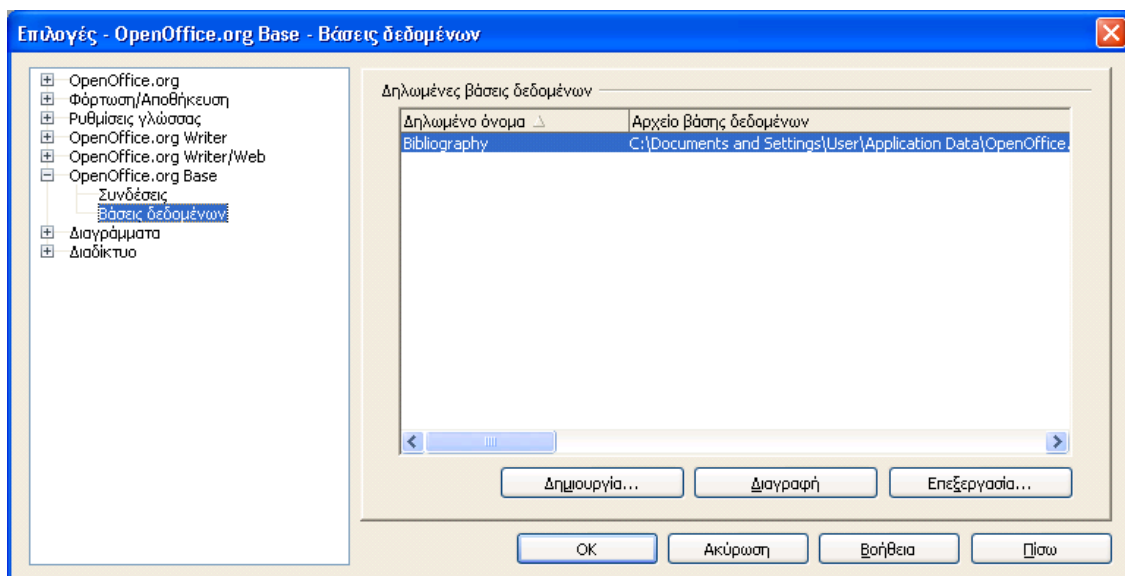 Επιλογές - OpenOffice.org Base - Βάσεις δεδομένων
OpenOffice.org
Φόρτωση/Αποθήκευση
Ρυθμίσεις γλώσσας
OpenOffice.org Writer
OpenOffice.org Writer/Web
OpenOffice.org Base
Συνδέσεις
Βάσεις δεδομένων
Διαγράμματα
Διαδίκτυο
Δηλωμένες βάσεις δεδομένων
Δηλωμένο όνομα Αρχείο βάσης δεδομένων
Bibliography C:\Documents and Settings\User\Application Data\OpenOffice.
Δημιουργία... Διαγραφή Επεξεργασία...
OK Ακύρωση Βοήθεια Πίσω